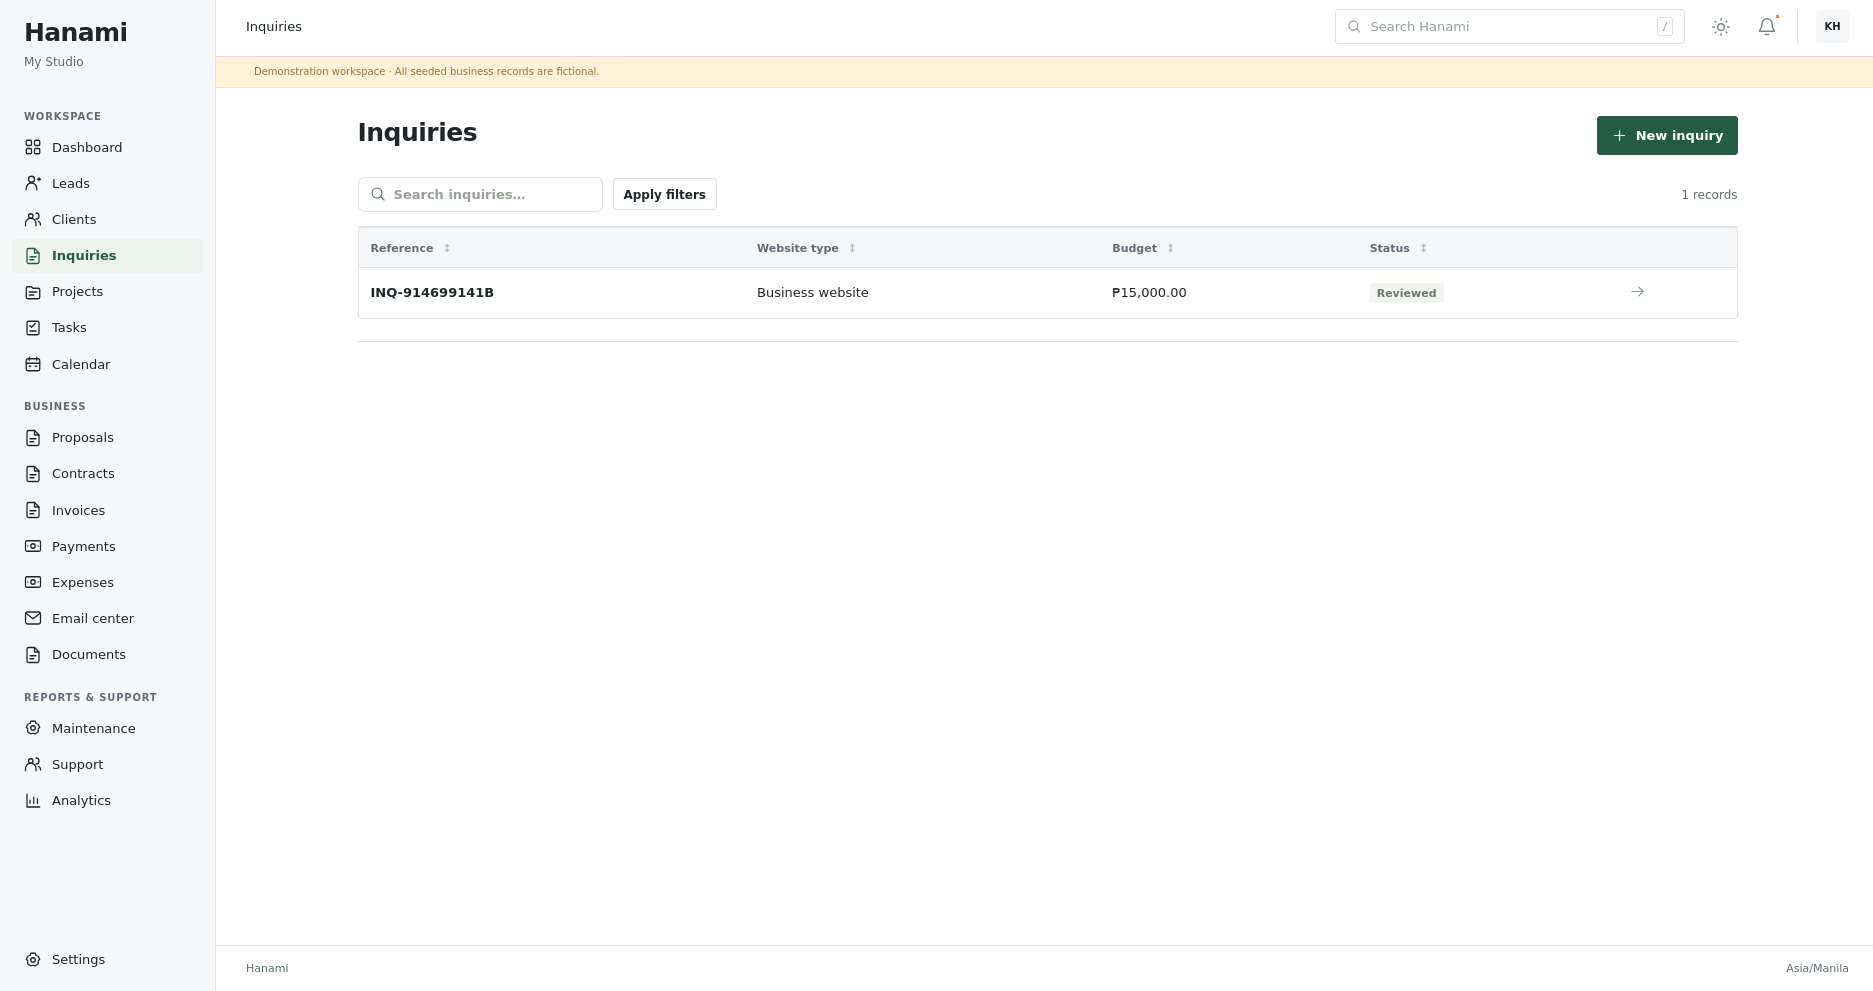 Hanami
My Studio
WORKSPACE
Dashboard
Leads
Clients
Inquiries
Projects
Tasks
Calendar
BUSINESS
Proposals
Contracts
Invoices
Payments
Expenses
Email center
Documents
REPORTS & SUPPORT
Maintenance
Support
Analytics
Settings
Inquiries
Search Hanami /
KH
Demonstration workspace · All seeded business records are fictional.
Inquiries
New inquiry
Search inquiries…
Apply filters
1 records
Reference ↕ Website type ↕ Budget ↕ Status ↕
INQ-914699141B Business website ₱15,000.00 Reviewed →
Hanami
Asia/Manila